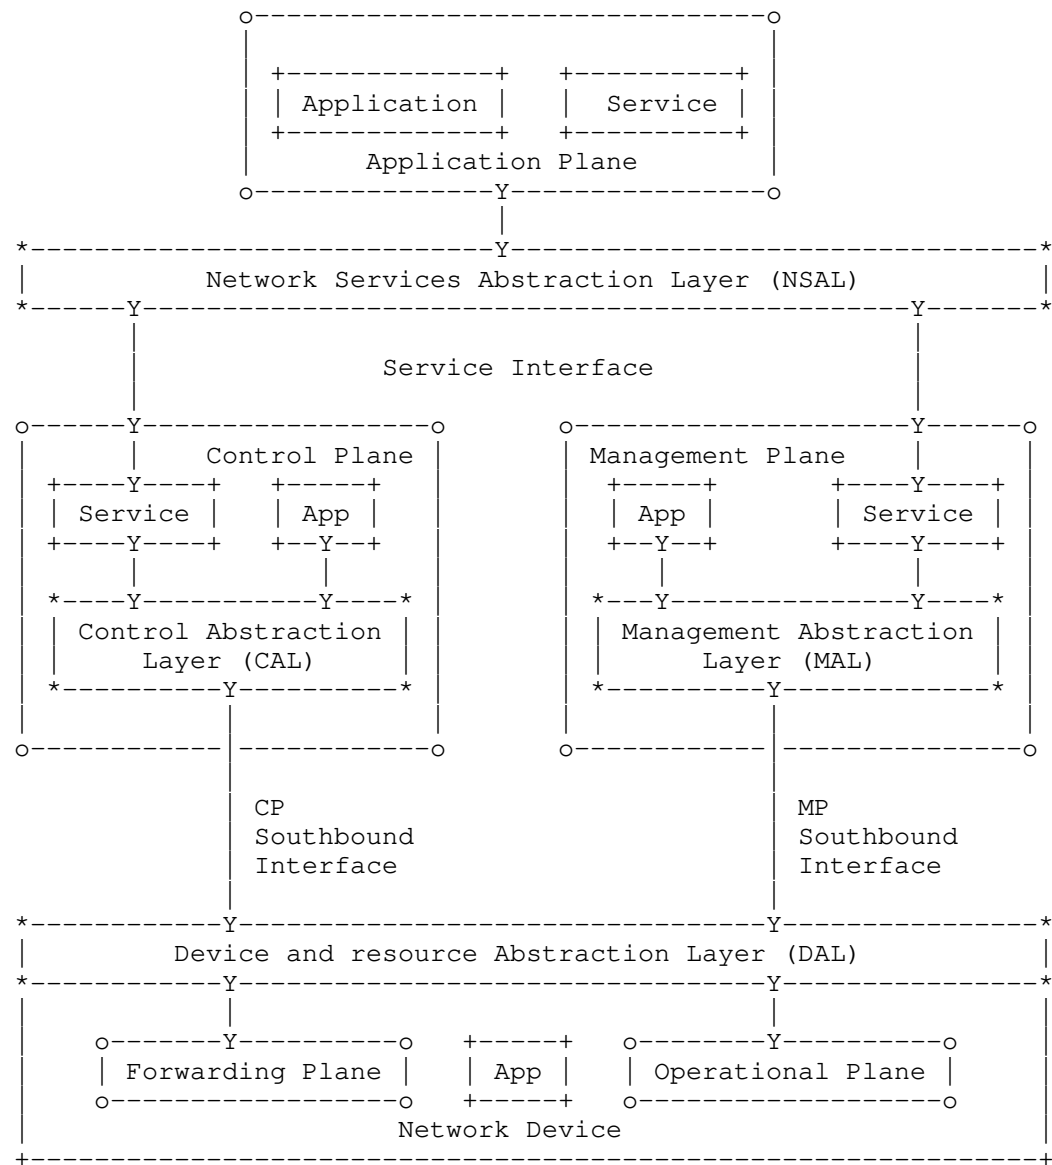 o--------------------------------o
|                                |
| +-------------+   +----------+ |
| | Application |   |  Service | |
| +-------------+   +----------+ |
|       Application Plane        |
o---------------Y----------------o
|
*-----------------------------Y---------------------------------*
|           Network Services Abstraction Layer (NSAL)           |
*------Y------------------------------------------------Y-------*
|                                                |
|               Service Interface                |
|                                                |
o------Y------------------o       o---------------------Y------o
|      |    Control Plane |       | Management Plane    |      |
| +----Y----+   +-----+   |       |  +-----+       +----Y----+ |
| | Service |   | App |   |       |  | App |       | Service | |
| +----Y----+   +--Y--+   |       |  +--Y--+       +----Y----+ |
|      |           |      |       |     |               |      |
| *----Y-----------Y----* |       | *---Y---------------Y----* |
| | Control Abstraction | |       | | Management Abstraction | |
| |     Layer (CAL)     | |       | |      Layer (MAL)       | |
| *----------Y----------* |       | *----------Y-------------* |
|            |            |       |            |               |
o------------|------------o       o------------|---------------o
|                                 |
| CP                              | MP
| Southbound                      | Southbound
| Interface                       | Interface
|                                 |
*------------Y---------------------------------Y----------------*
|         Device and resource Abstraction Layer (DAL)           |
*------------Y---------------------------------Y----------------*
|            |                                 |                |
|    o-------Y----------o   +-----+   o--------Y----------o     |
|    | Forwarding Plane |   | App |   | Operational Plane |     |
|    o------------------o   +-----+   o-------------------o     |
|                       Network Device                          |
+---------------------------------------------------------------+